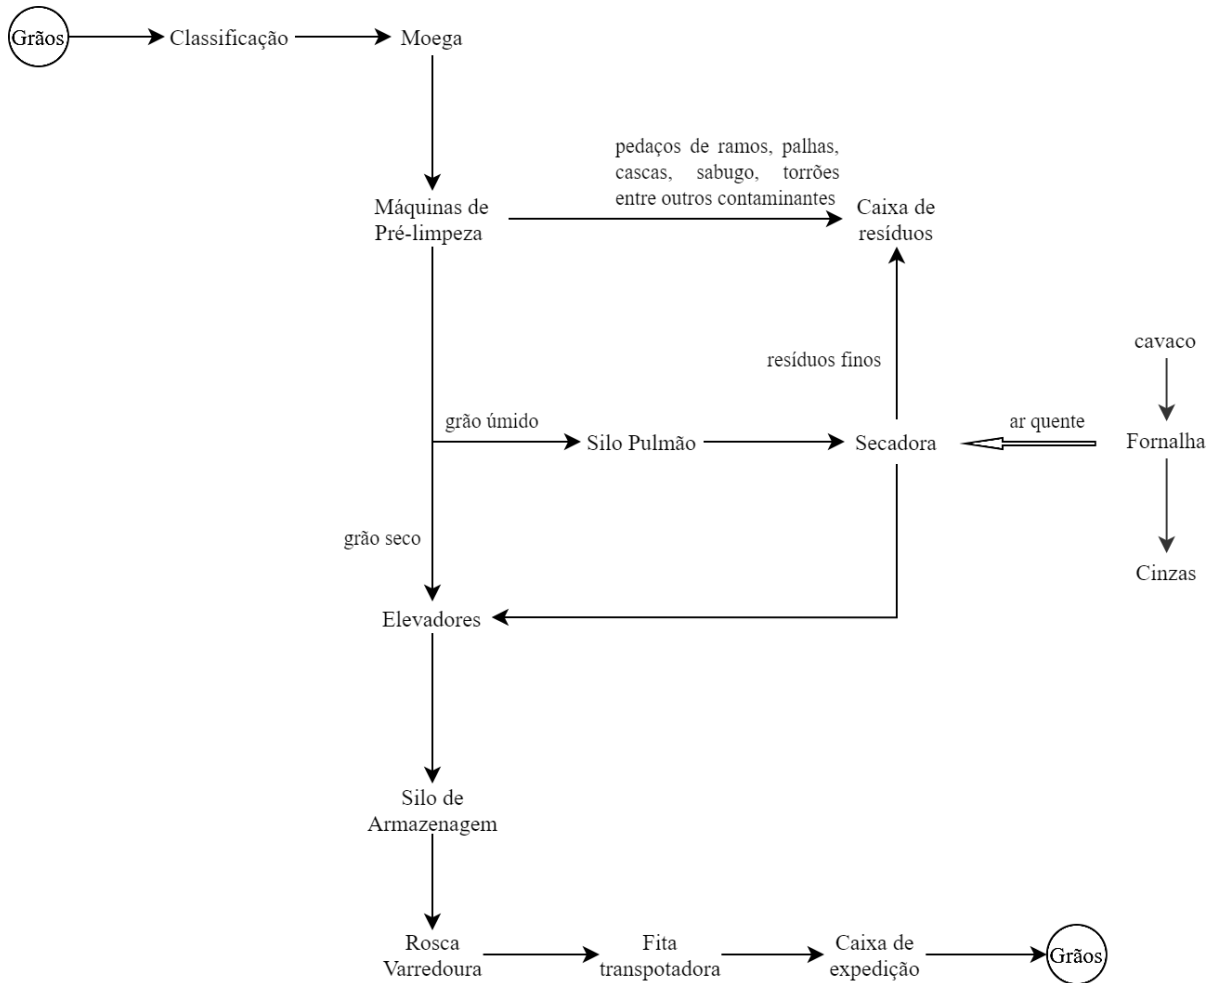 Grãos
Classificação
Moega
pedaços de ramos, palhas,
cascas, sabugo, torrões
entre outros contaminantes
Máquinas de
Pré-limpeza
Caixa de
resíduos
resíduos finos
cavaco
grão úmido
Silo Pulmão
Secadora
ar quente
Fornalha
grão seco
Cinzas
Elevadores
Silo de
Armazenagem
Rosca
Varredoura
Fita
transpotadora
Caixa de
expedição
Grãos